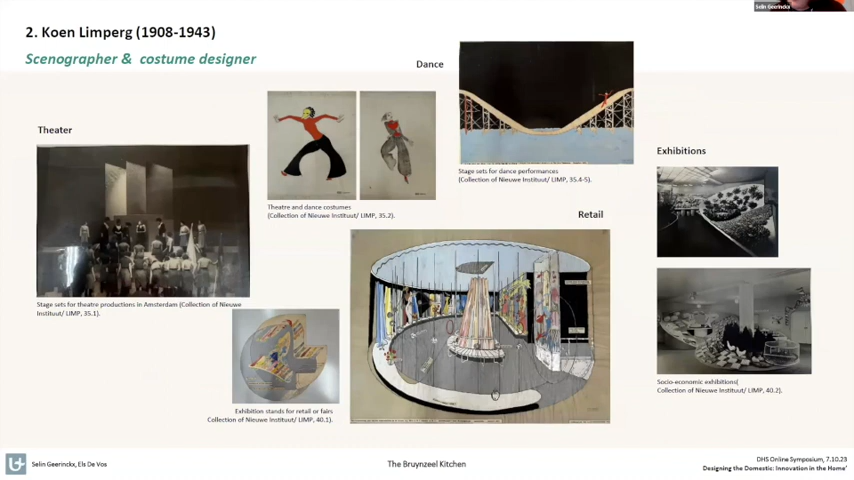 Selin Geerinckx
2. Koen Limperg (1908-1943)
Scenographer & costume designer
Dance
Theater
Exhibitions
Stage sets for dance performances
(Collection of Nieuwe Instituut/ LIMP, 35.4-5).
Theatre and dance costumes
(Collection of Nieuwe Instituut/ LIMP, 35.2).
Retail
Stage sets for theatre productions in Amsterdam (Collection of Nieuwe
Instituut/ LIMP, 35.1).
Socio-economic exhibitions(
Collection of Nieuwe Instituut/ LIMP, 40.2).
Exhibition stands for retail or fairs
Collection of Nieuwe Instituut/ LIMP, 40.1).
Selin Geerinckx, Els De Vos
The Bruynzeel Kitchen
DHS Online Symposium, 7.10.23
Designing the Domestic: Innovation in the Home'